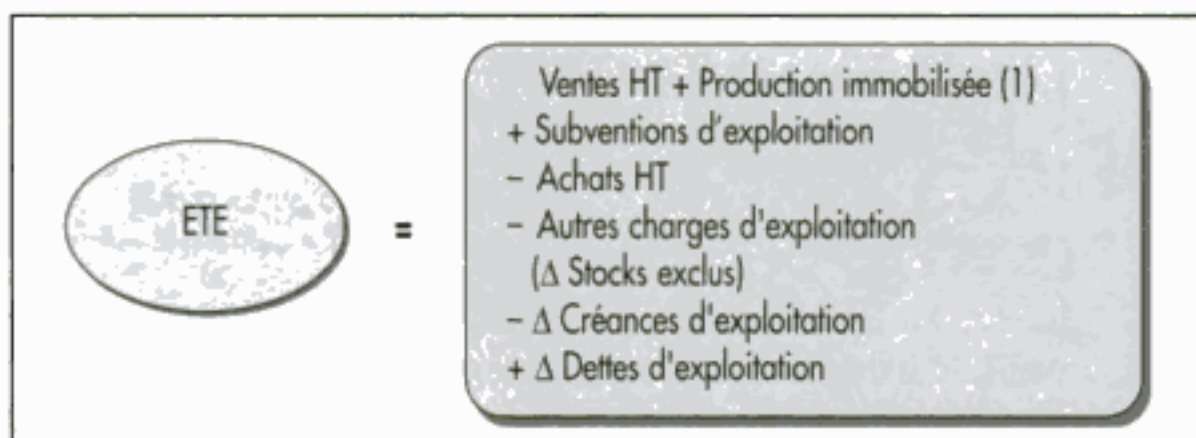 ETE
=
Ventes HT + Production immobilisée (1)
+ Subventions d'exploitation
– Achats HT
– Autres charges d'exploitation
(Δ Stocks exclus)
– Δ Créances d'exploitation
+ Δ Dettes d'exploitation